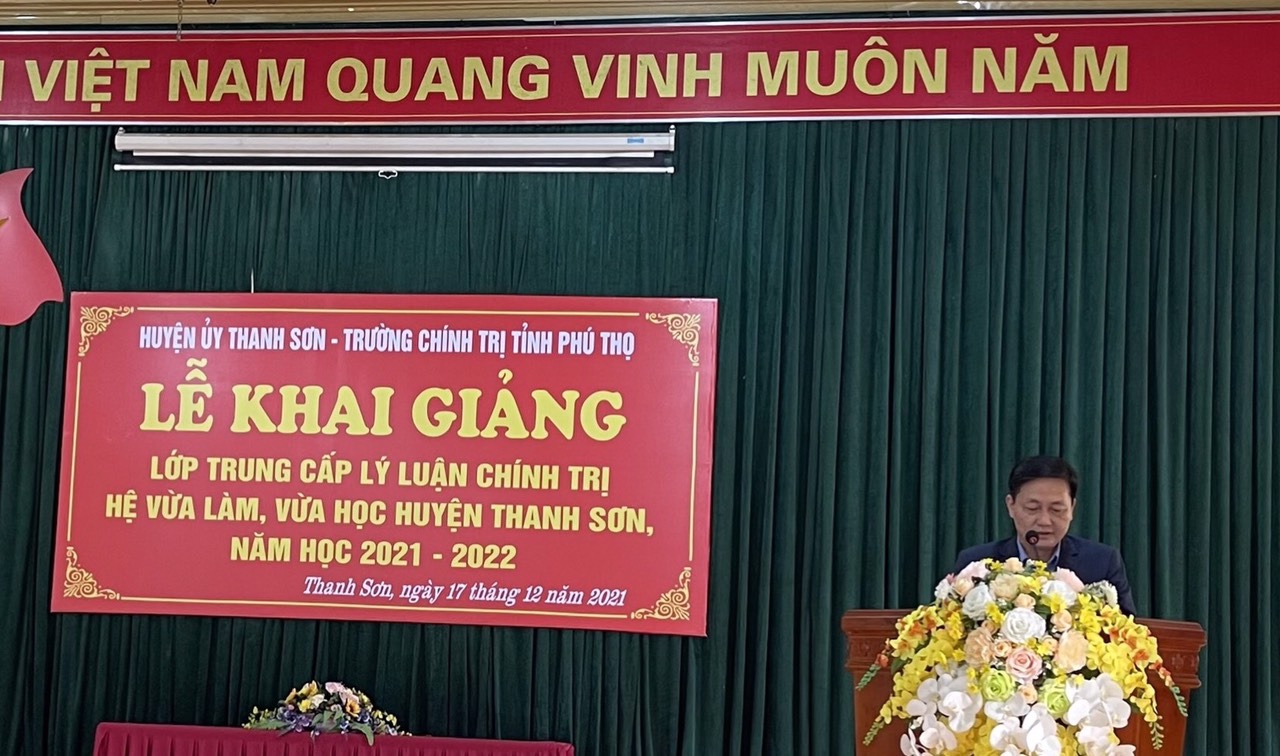 VIỆT NAM QUANG VINH MUÔN NĂM
HUYỆN ỦY THANH SƠN - TRƯỜNG CHÍNH TRỊ TỈNH PHÚ THỌ
LỄ KHAI GIẢNG
LỚP TRUNG CẤP LÝ LUẬN CHÍNH TRỊ
HỆ VỪA LÀM, VỪA HỌC HUYỆN THANH SƠN,
NĂM HỌC 2021 - 2022
Thanh Sơn, ngày 17 tháng 12 năm 2021